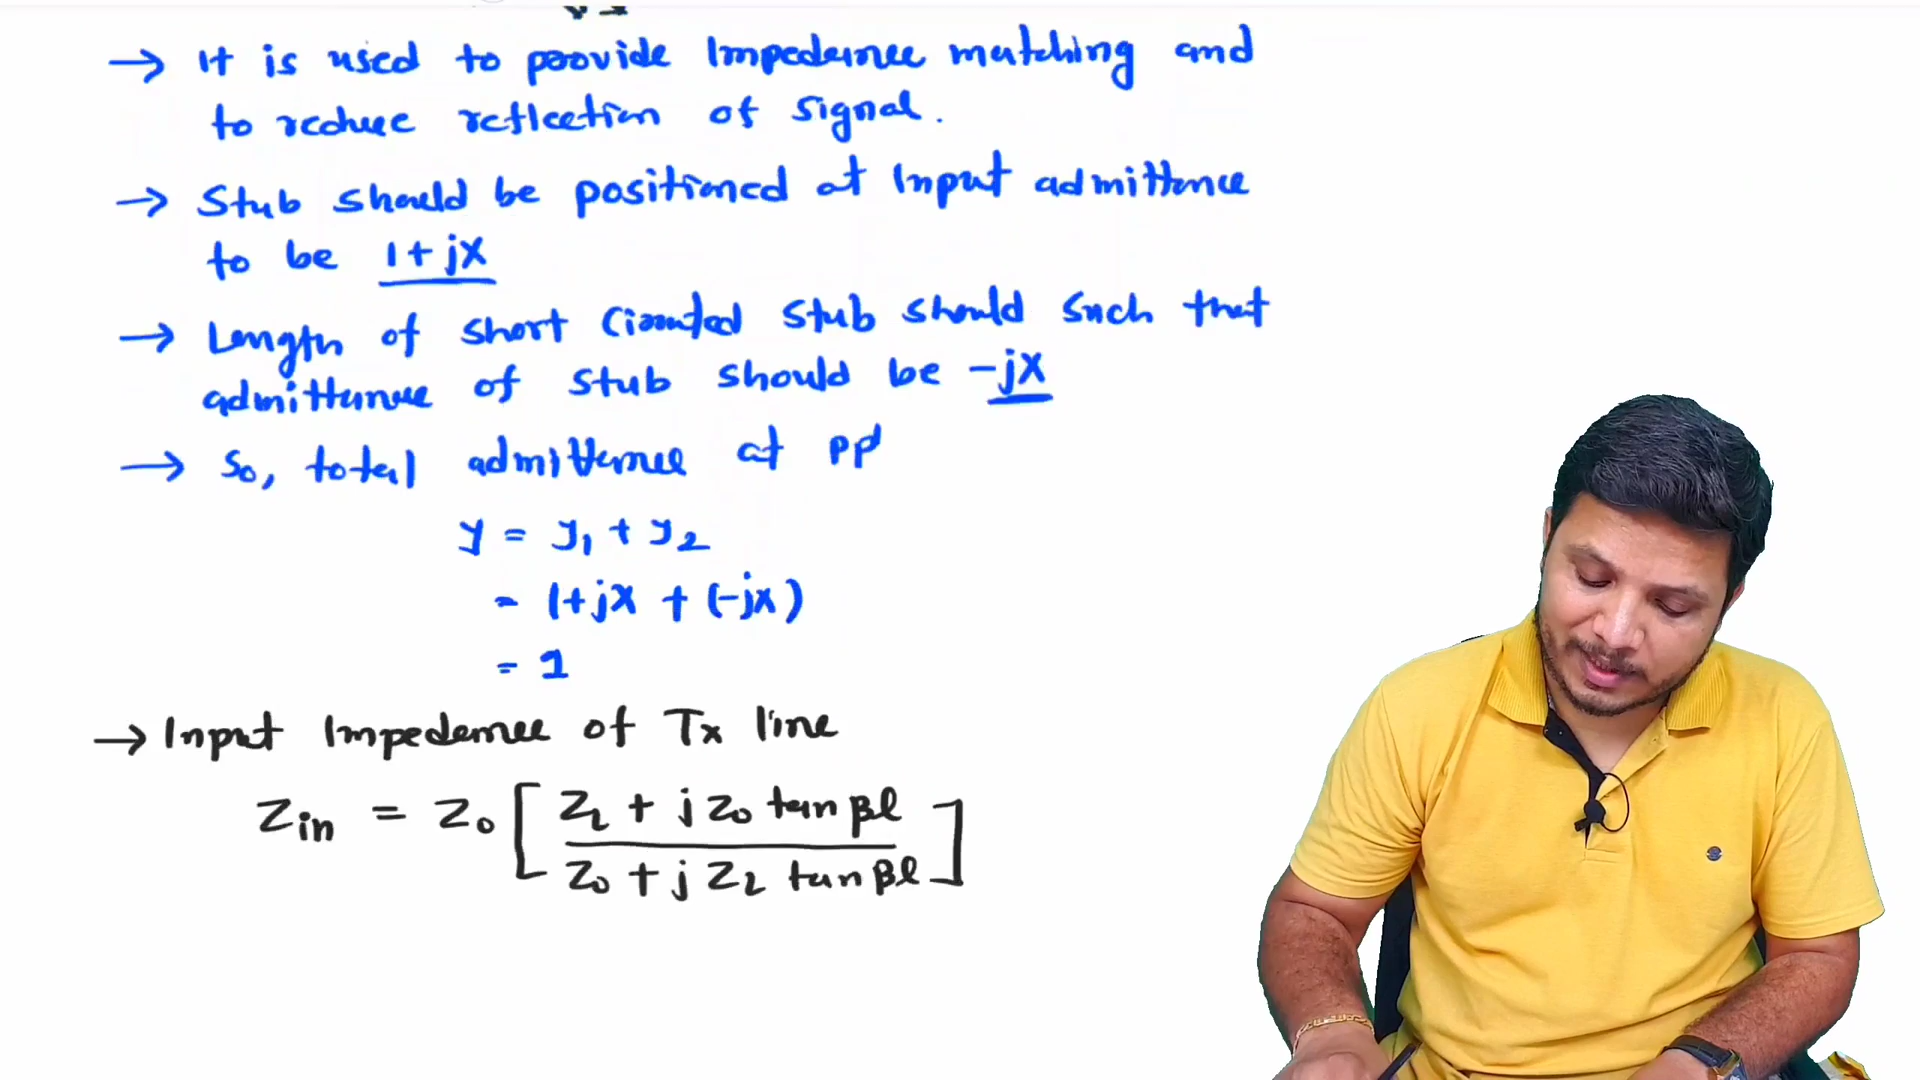 → It is used to provide Impedance matching and
to reduce reflection of signal.
→ Stub should be positioned at Input admittance
to be 1+jX
→ Length of short Circuited Stub should such that
admittance of stub should be -jX
→ So, total admittance at pp'
y = y₁ + y₂
= 1+jX + (-jX)
= 1
→ Input Impedance of Tx line
Zin = Z₀ [ (ZL + j Z₀ tan βl) / (Z₀ + j ZL tan βl) ]